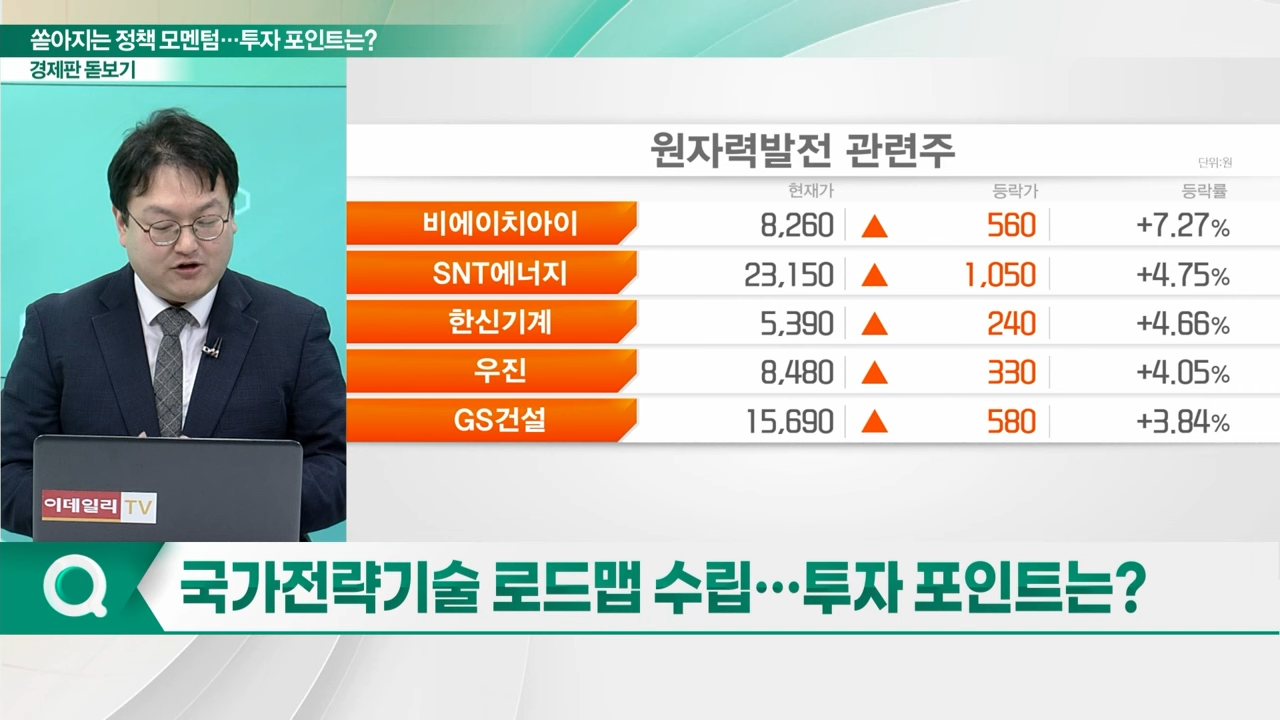 쏟아지는 정책 모멘텀…투자 포인트는?
경제판 돋보기
원자력발전 관련주
단위:원
현재가 등락가 등락률
비에이치아이 8,260 ▲ 560 +7.27%
SNT에너지 23,150 ▲ 1,050 +4.75%
한신기계 5,390 ▲ 240 +4.66%
우진 8,480 ▲ 330 +4.05%
GS건설 15,690 ▲ 580 +3.84%
이데일리TV
국가전략기술 로드맵 수립…투자 포인트는?